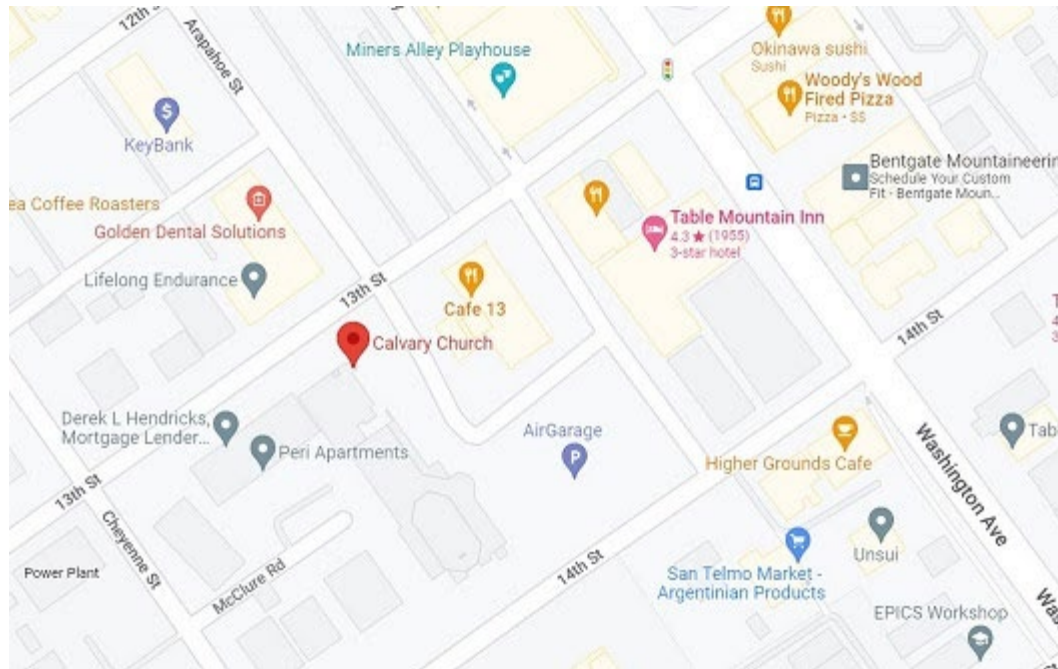 12th St
Arapahoe St
Miners Alley Playhouse
Okinawa sushi
Sushi
Woody's Wood
Fired Pizza
Pizza • $$
KeyBank
Bentgate Mountaineerin
Schedule Your Custom
Fit - Bentgate Moun...
ea Coffee Roasters
Golden Dental Solutions
Table Mountain Inn
4.3 ★ (1955)
3-star hotel
Lifelong Endurance
13th St
Cafe 13
14th St
Calvary Church
Derek L Hendricks,
Mortgage Lender...
Peri Apartments
AirGarage
P
Higher Grounds Cafe
Washington Ave
Tab
13th St
Cheyenne St
Power Plant
McClure Rd
14th St
Unsui
San Telmo Market -
Argentinian Products
EPICS Workshop
Was